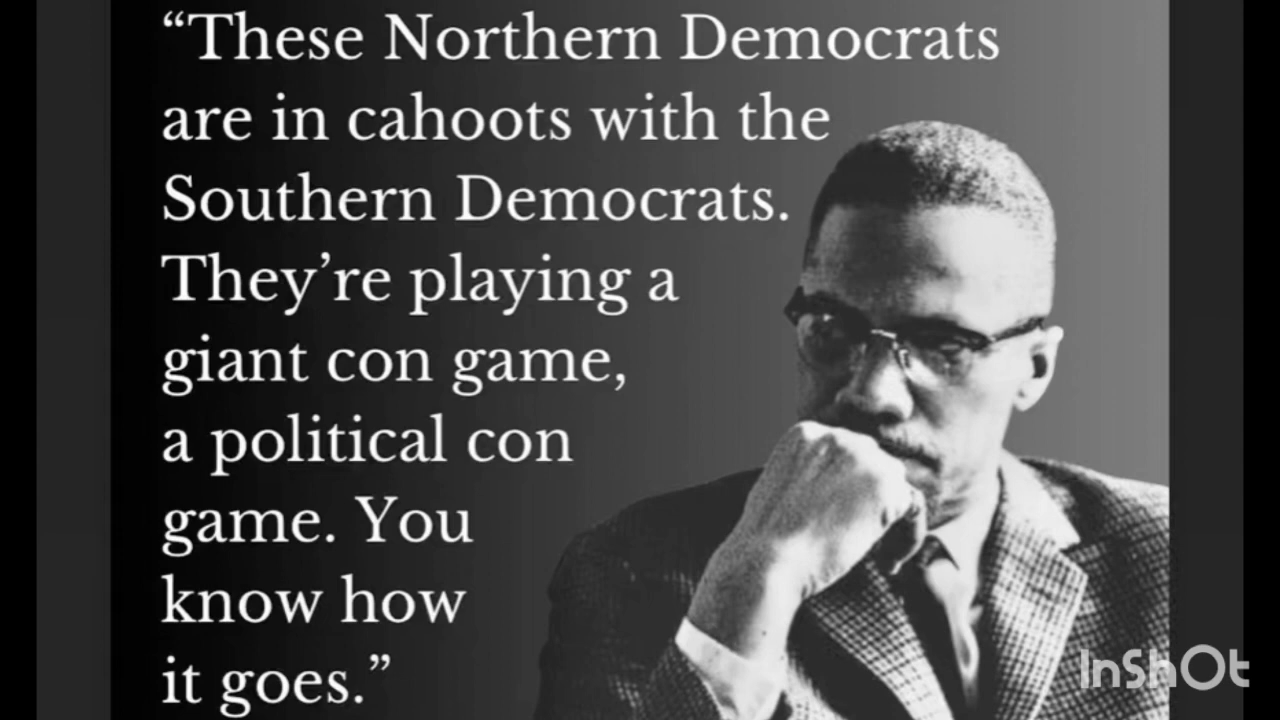 “These Northern Democrats
are in cahoots with the
Southern Democrats.
They’re playing a
giant con game,
a political con
game. You
know how
it goes.”
InShOt